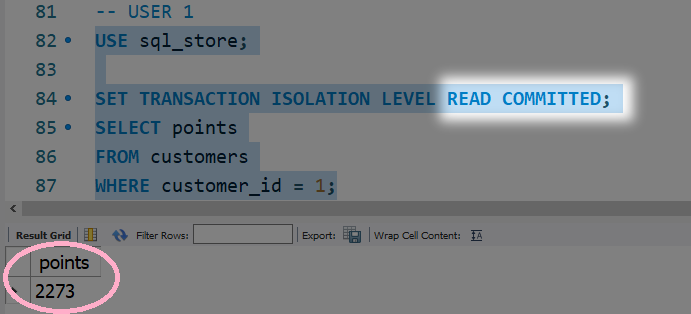 81 -- USER 1
82 USE sql_store;
83
84 SET TRANSACTION ISOLATION LEVEL READ COMMITTED;
85 SELECT points
86 FROM customers
87 WHERE customer_id = 1;
Result Grid Filter Rows: Export: Wrap Cell Content: IA
points
2273